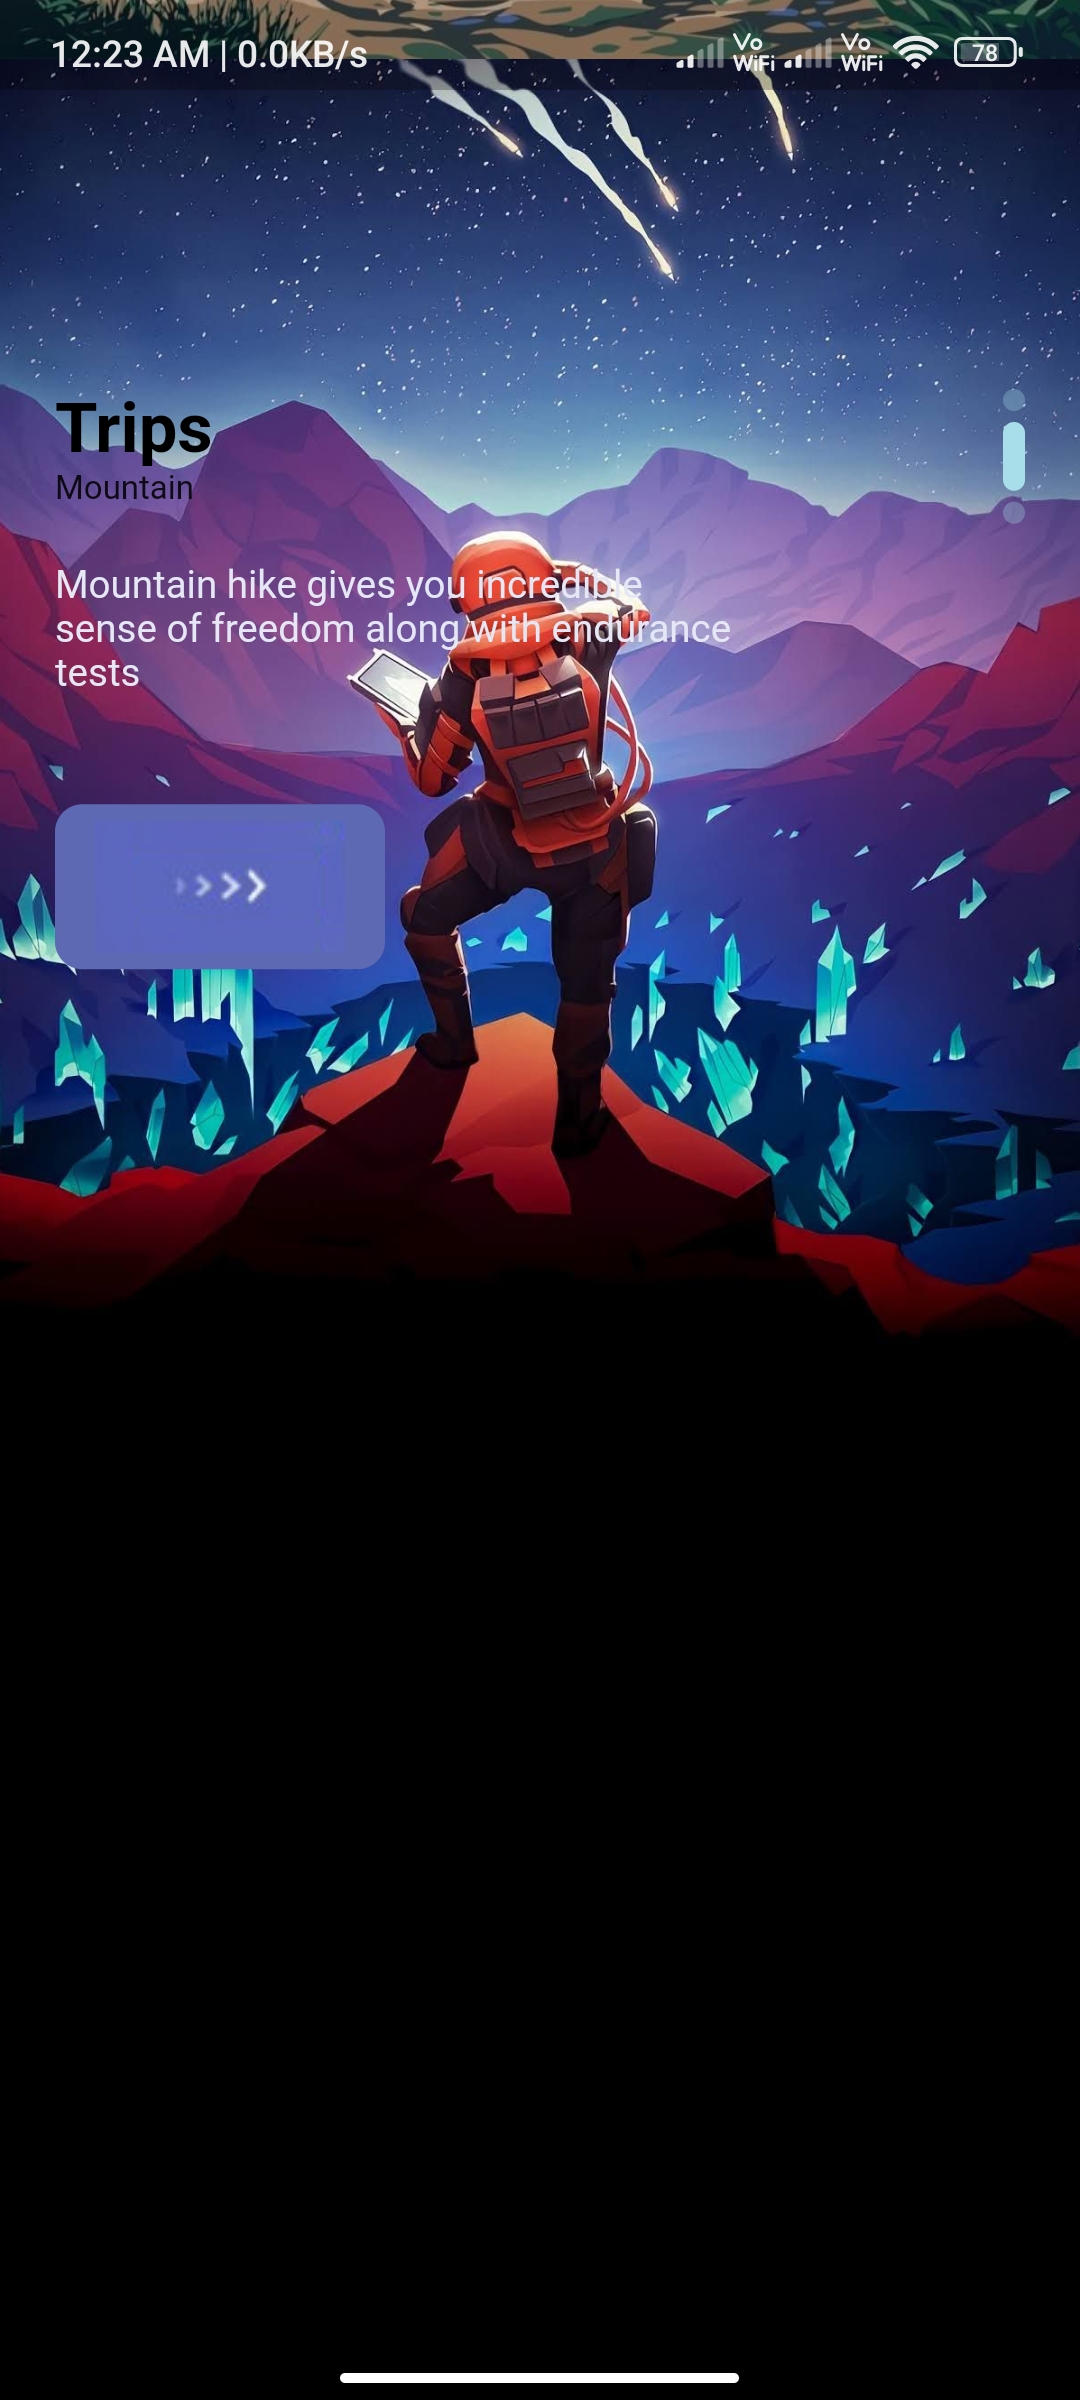 12:23 AM | 0.0KB/s
Vo WiFi Vo WiFi 78
Trips
Mountain
Mountain hike gives you incredible
sense of freedom along with endurance
tests